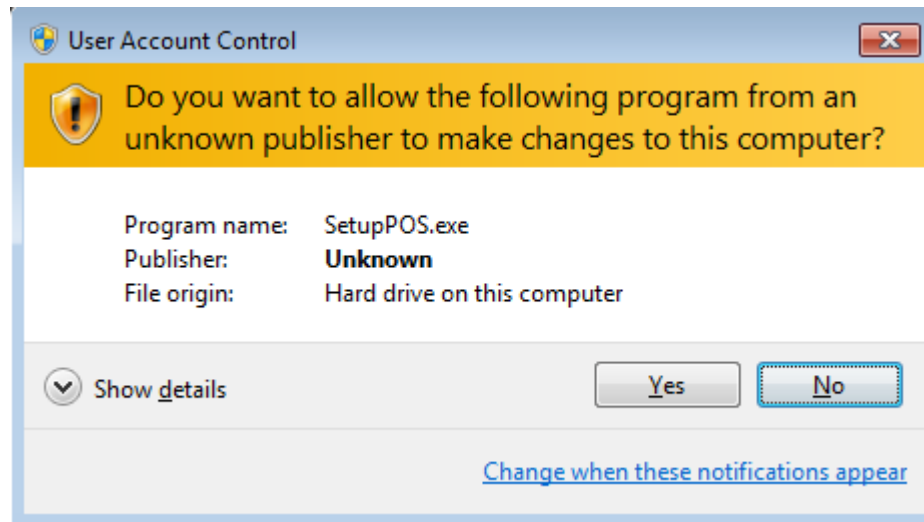 User Account Control
Do you want to allow the following program from an
unknown publisher to make changes to this computer?
Program name: SetupPOS.exe
Publisher: Unknown
File origin: Hard drive on this computer
Show details
Yes
No
Change when these notifications appear